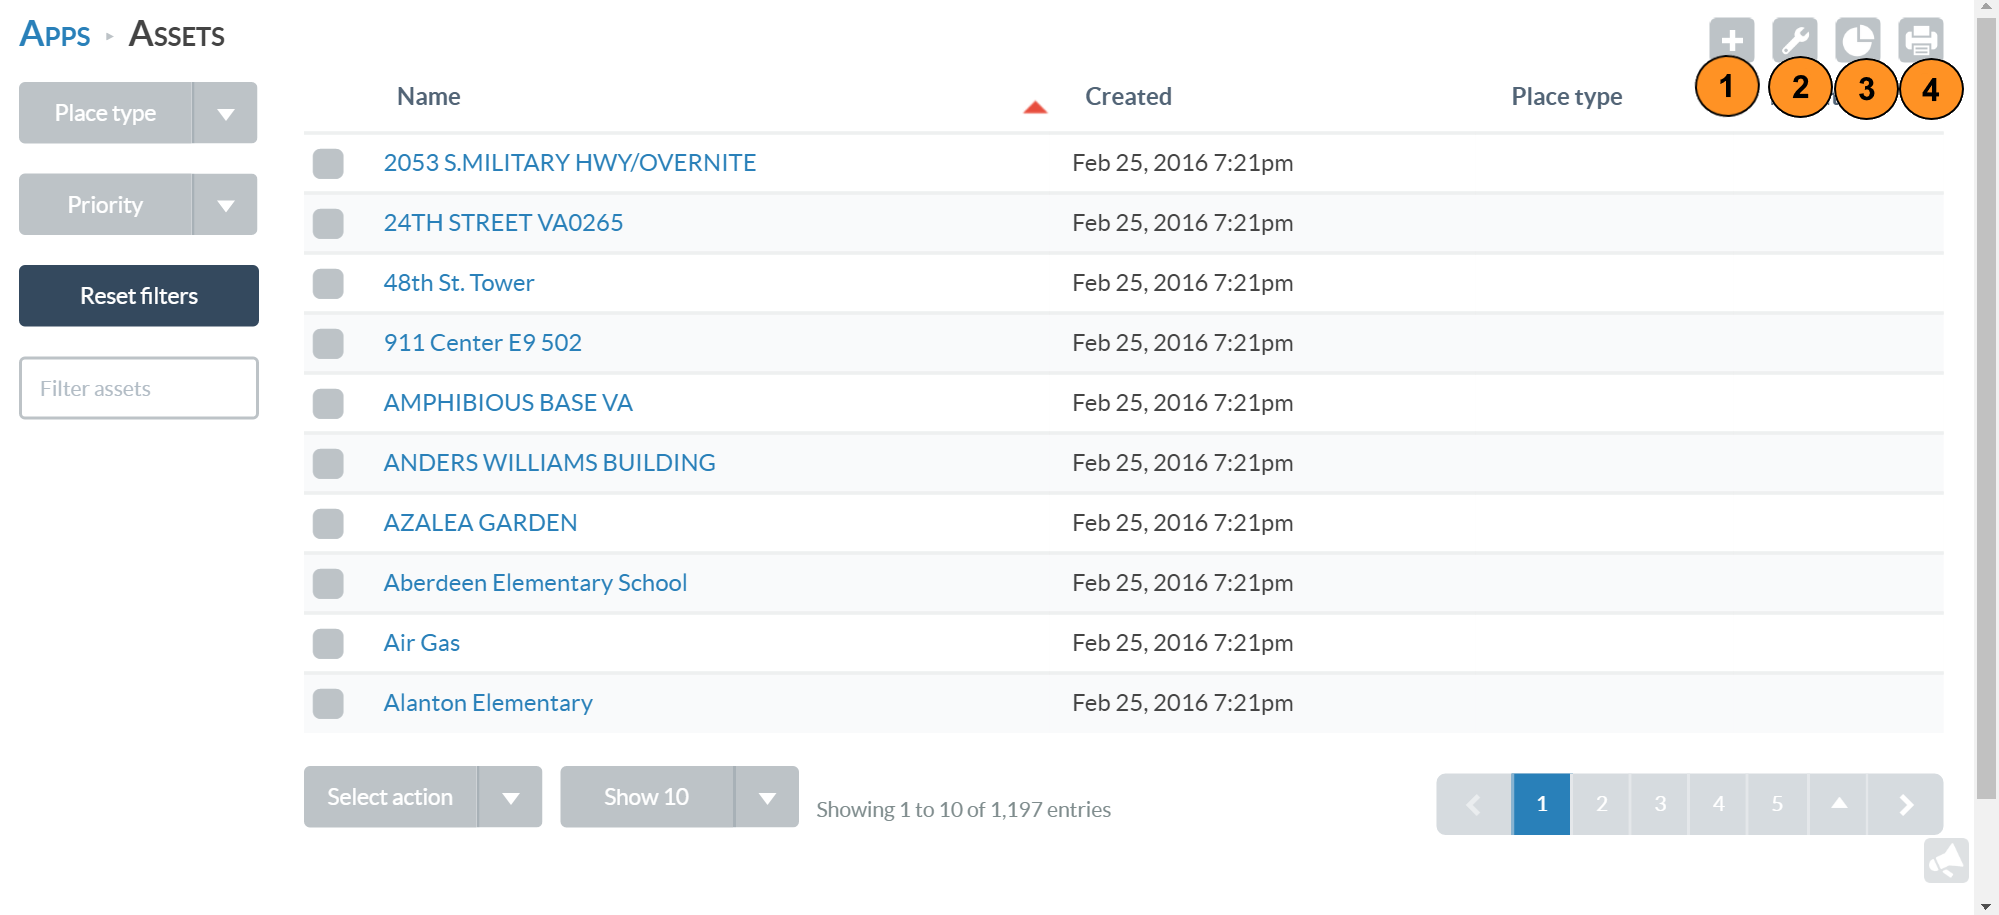 APPS ▸ ASSETS
1 2 3 4
Place type
Priority
Reset filters
Filter assets
Name Created Place type
2053 S.MILITARY HWY/OVERNITE Feb 25, 2016 7:21pm
24TH STREET VA0265 Feb 25, 2016 7:21pm
48th St. Tower Feb 25, 2016 7:21pm
911 Center E9 502 Feb 25, 2016 7:21pm
AMPHIBIOUS BASE VA Feb 25, 2016 7:21pm
ANDERS WILLIAMS BUILDING Feb 25, 2016 7:21pm
AZALEA GARDEN Feb 25, 2016 7:21pm
Aberdeen Elementary School Feb 25, 2016 7:21pm
Air Gas Feb 25, 2016 7:21pm
Alanton Elementary Feb 25, 2016 7:21pm
Select action Show 10 Showing 1 to 10 of 1,197 entries 1 2 3 4 5